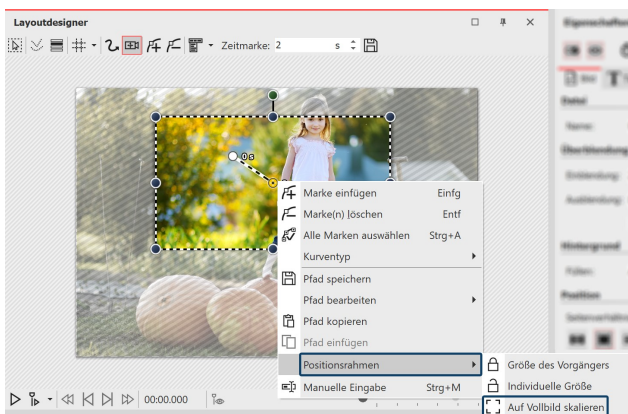 Layoutdesigner
Zeitmarke: 2 s
0 s
Marke einfügen Einfg
Marke(n) löschen Entf
Alle Marken auswählen Strg+A
Kurventyp
Pfad speichern
Pfad bearbeiten
Pfad kopieren
Pfad einfügen
Positionsrahmen
Größe des Vorgängers
Manuelle Eingabe Strg+M
Individuelle Größe
Auf Vollbild skalieren
00:00.000